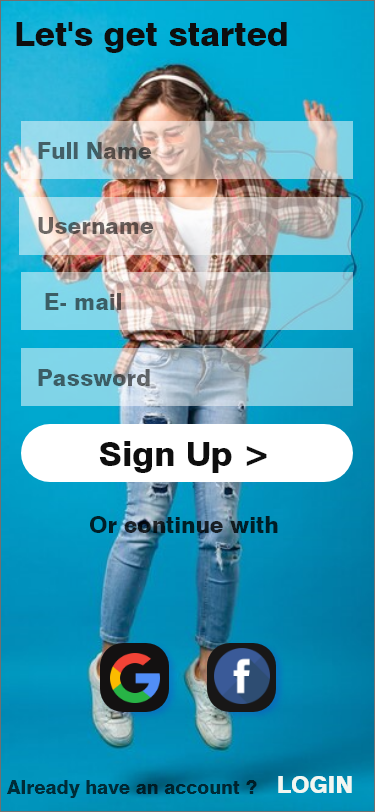 Let's get started
Full Name
Username
E- mail
Password
Sign Up >
Or continue with
G f
Already have an account ? LOGIN